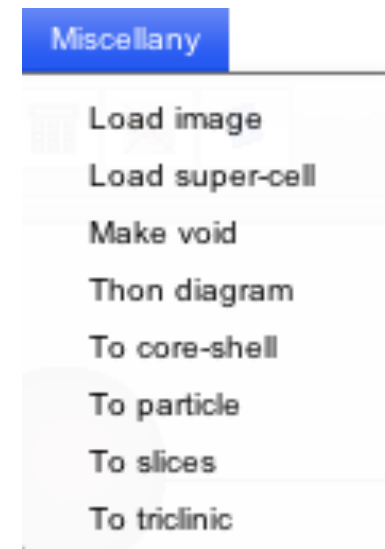 Miscellany
Load image
Load super-cell
Make void
Thon diagram
To core-shell
To particle
To slices
To triclinic